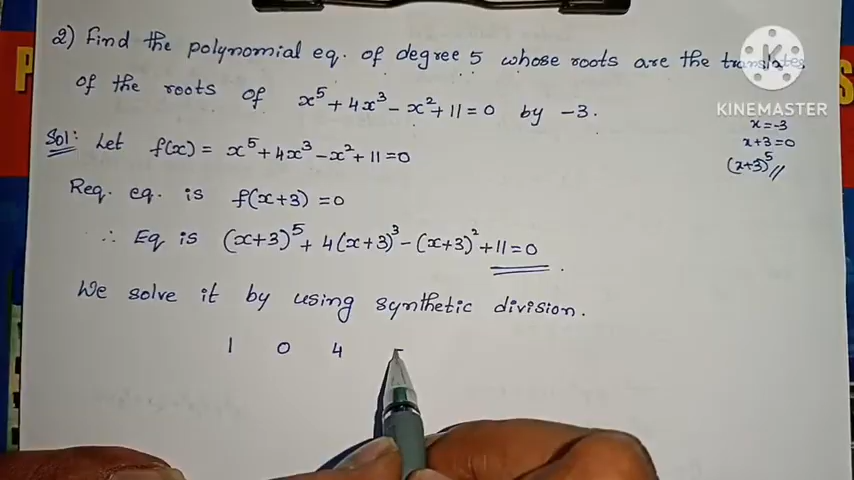 2) Find the polynomial eq. of degree 5 whose roots are the translates
of the roots of x⁵+4x³-x²+11=0 by -3.
KINEMASTER
x=-3
x+3=0
(x+3)⁵//
Sol: Let f(x) = x⁵+4x³-x²+11=0
Req. eq. is f(x+3)=0
∴ Eq is (x+3)⁵+4(x+3)³-(x+3)²+11=0.
We solve it by using synthetic division.
1 0 4 -